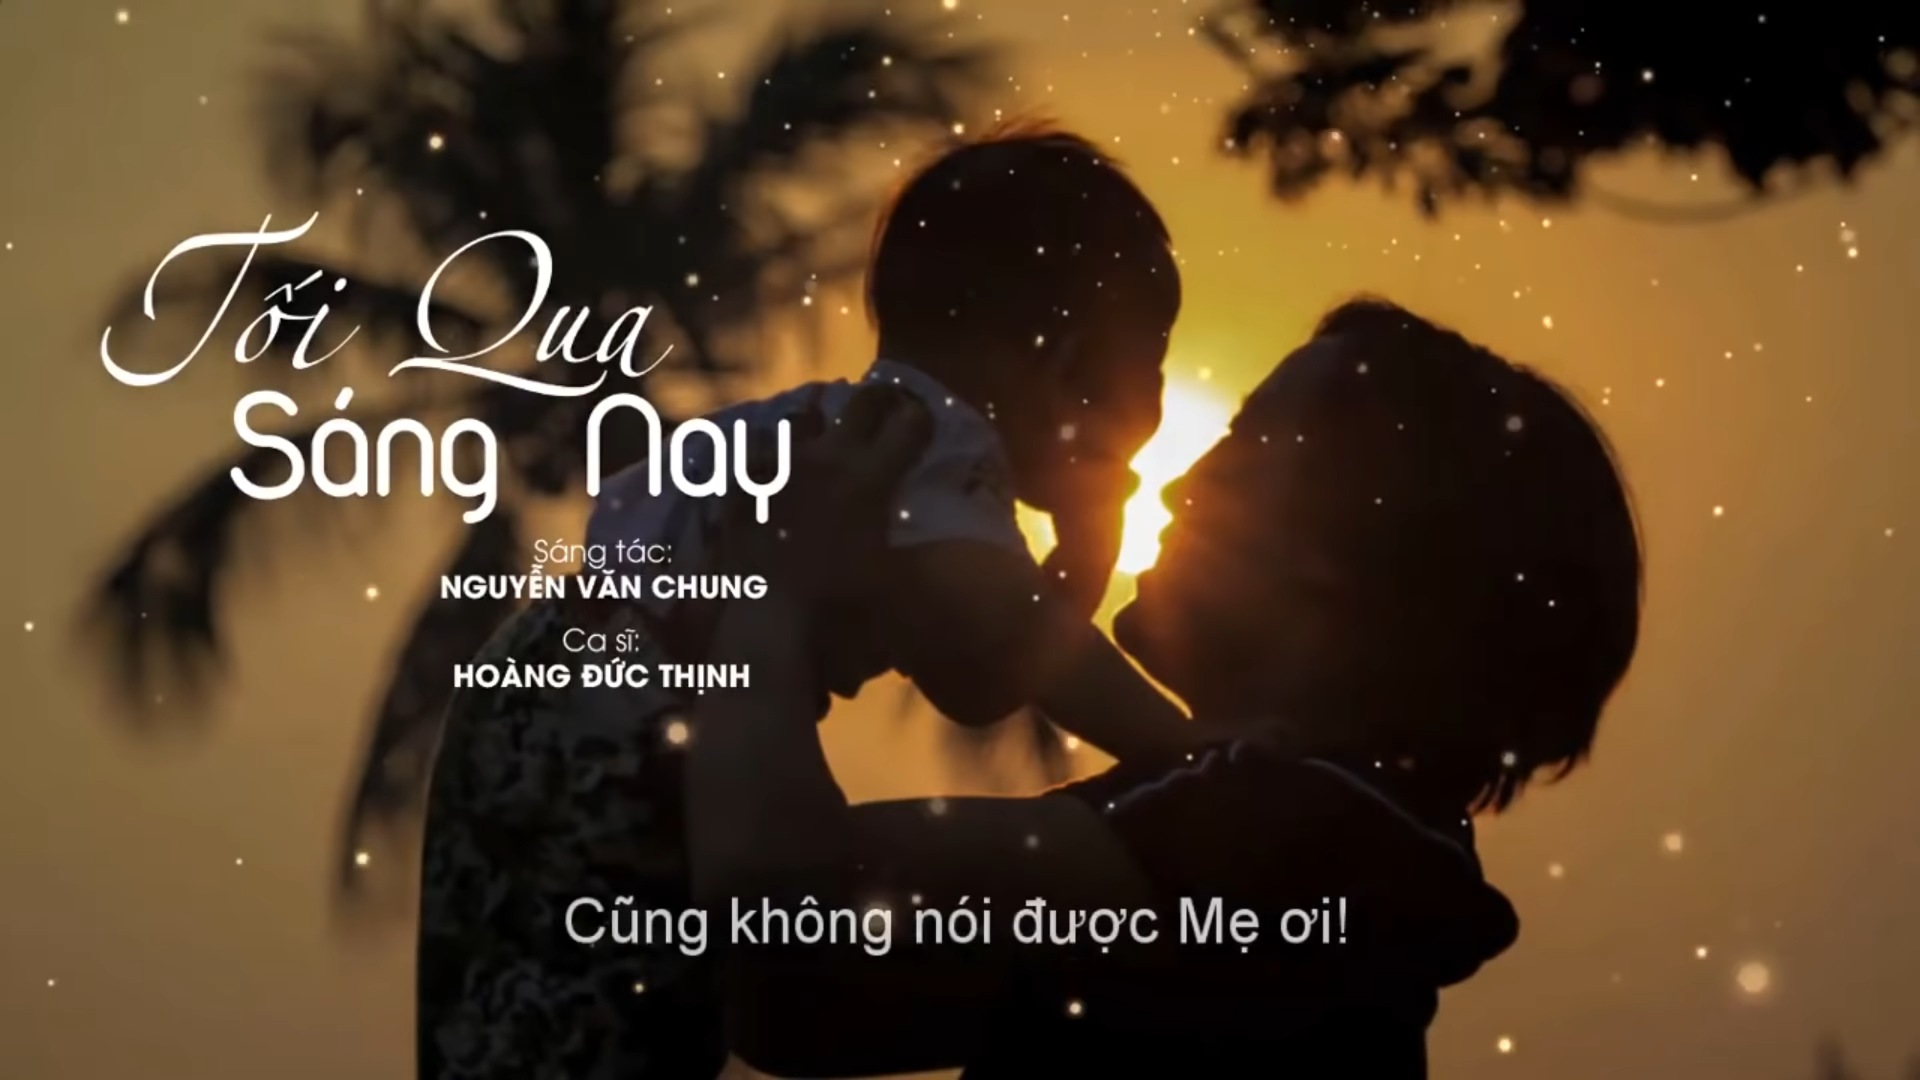 Tối Qua
Sáng Nay
Sáng tác:
NGUYỄN VĂN CHUNG
Ca sĩ:
HOÀNG ĐỨC THỊNH
Cũng không nói được Mẹ ơi!